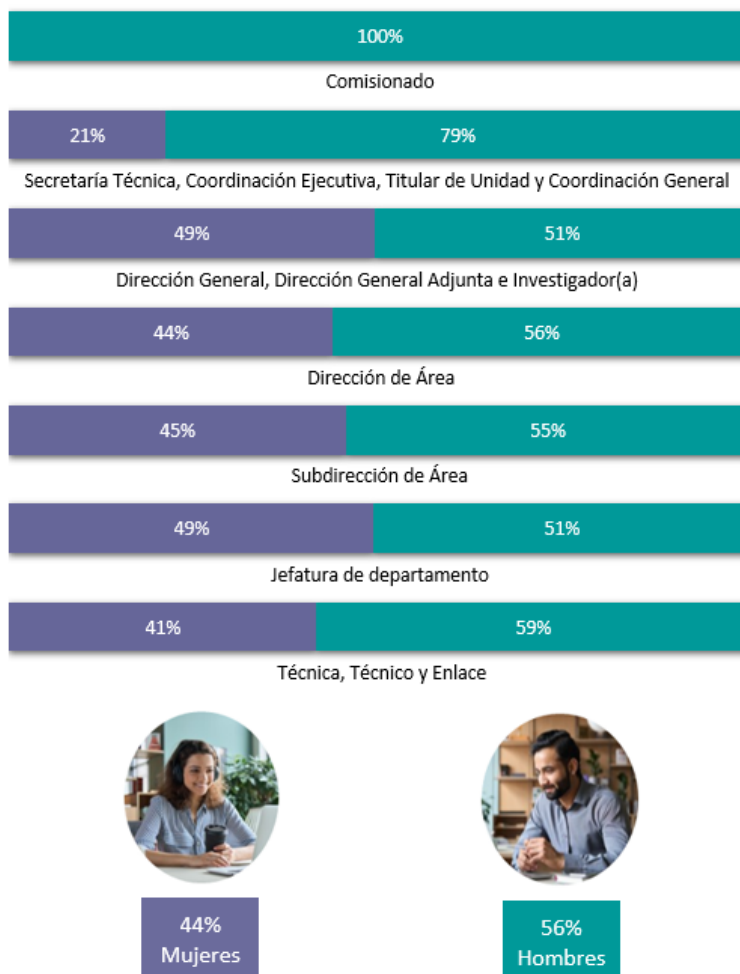 100%
Comisionado
21% 79%
Secretaría Técnica, Coordinación Ejecutiva, Titular de Unidad y Coordinación General
49% 51%
Dirección General, Dirección General Adjunta e Investigador(a)
44% 56%
Dirección de Área
45% 55%
Subdirección de Área
49% 51%
Jefatura de departamento
41% 59%
Técnica, Técnico y Enlace
44% 56%
Mujeres Hombres